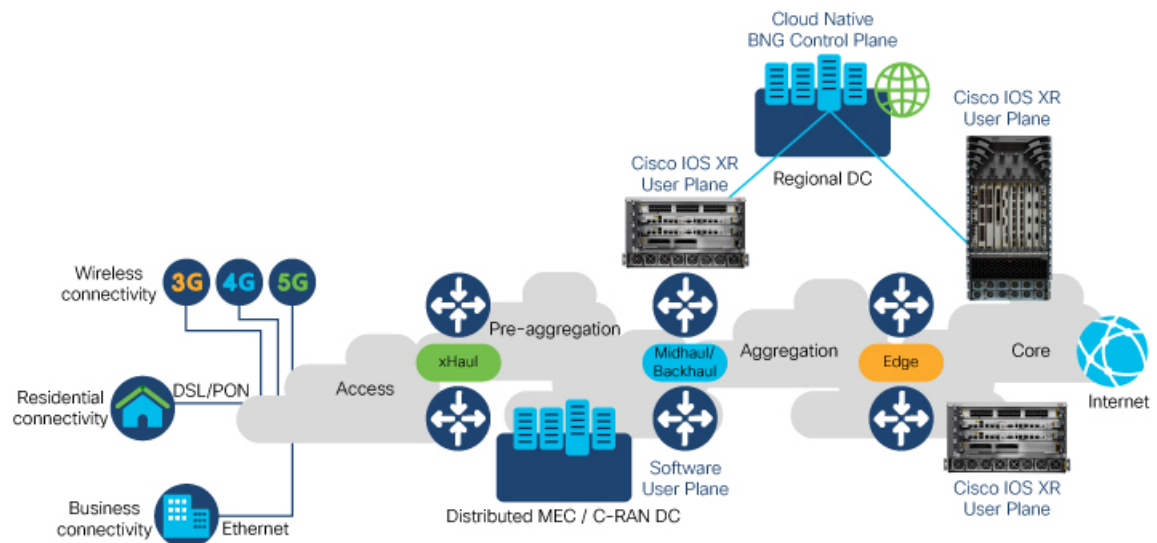 Cloud Native
BNG Control Plane
Cisco IOS XR
User Plane
Cisco IOS XR
User Plane
Regional DC
Wireless
connectivity
3G
4G
5G
Pre-aggregation
xHaul
Midhaul/
Backhaul
Aggregation
Edge
Core
Access
DSL/PON
Residential
connectivity
Internet
Software
User Plane
Cisco IOS XR
User Plane
Business
connectivity
Ethernet
Distributed MEC / C-RAN DC